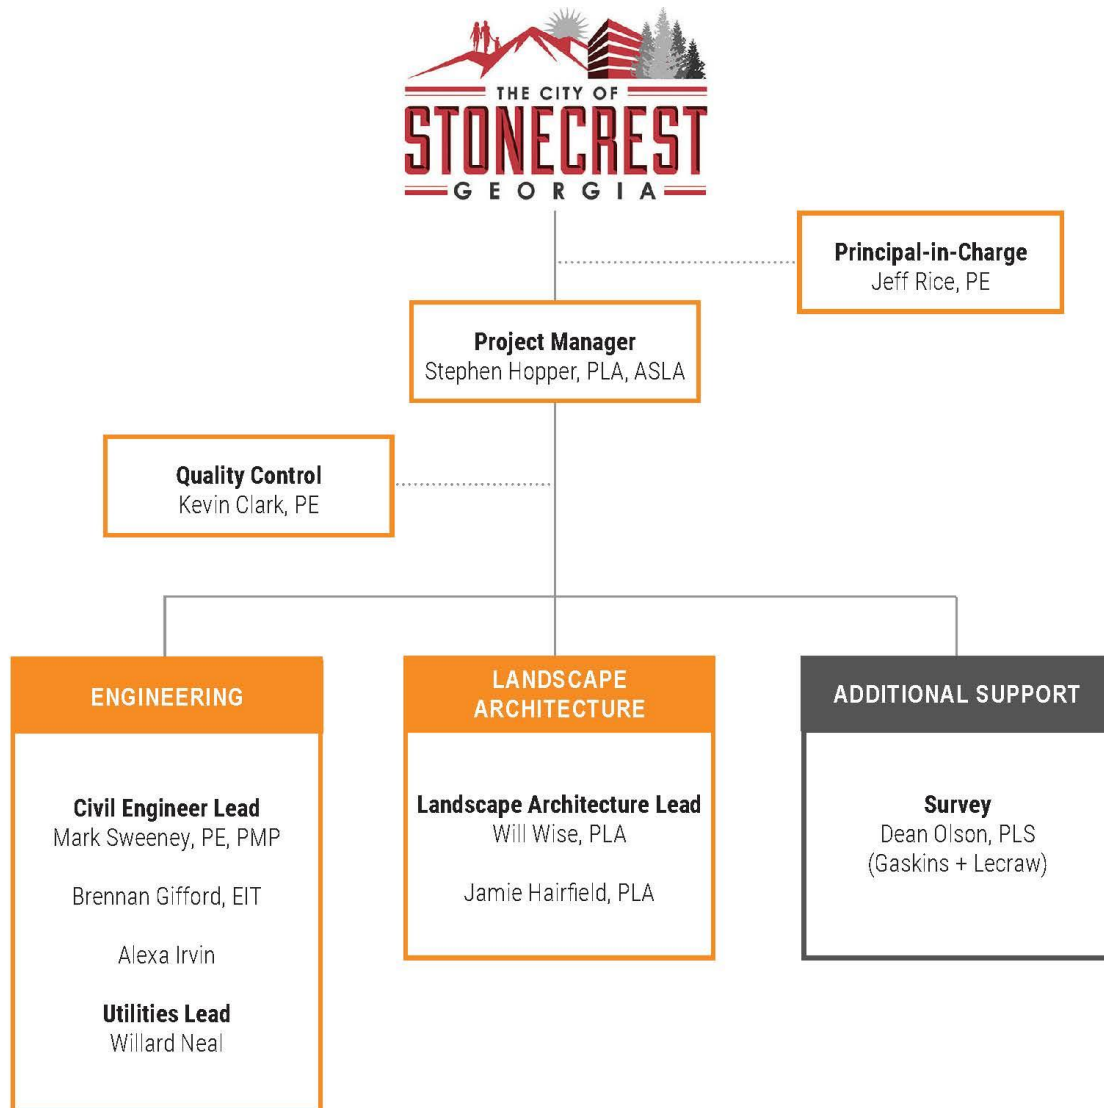 THE CITY OF
STONECREST
GEORGIA
Principal-in-Charge
Jeff Rice, PE
Project Manager
Stephen Hopper, PLA, ASLA
Quality Control
Kevin Clark, PE
ENGINEERING
Civil Engineer Lead
Mark Sweeney, PE, PMP
Brennan Gifford, EIT
Alexa Irvin
Utilities Lead
Willard Neal
LANDSCAPE
ARCHITECTURE
Landscape Architecture Lead
Will Wise, PLA
Jamie Hairfield, PLA
ADDITIONAL SUPPORT
Survey
Dean Olson, PLS
(Gaskins + Lecraw)